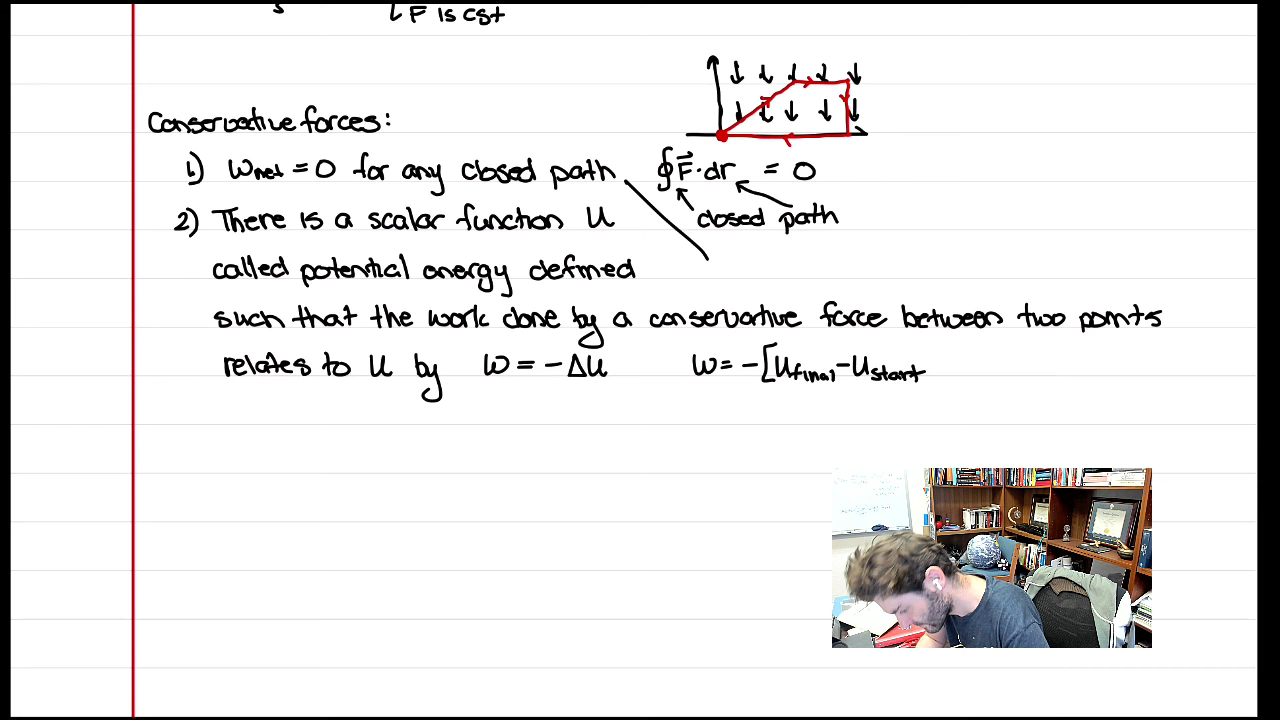 F is cst
Conservative forces:
1) Wnet = 0 for any closed path ∮F⃗·dr = 0
closed path
2) There is a scalar function U
called potential energy defined
such that the work done by a conservative force between two points
relates to U by W = -ΔU W = -[Ufinal - Ustart